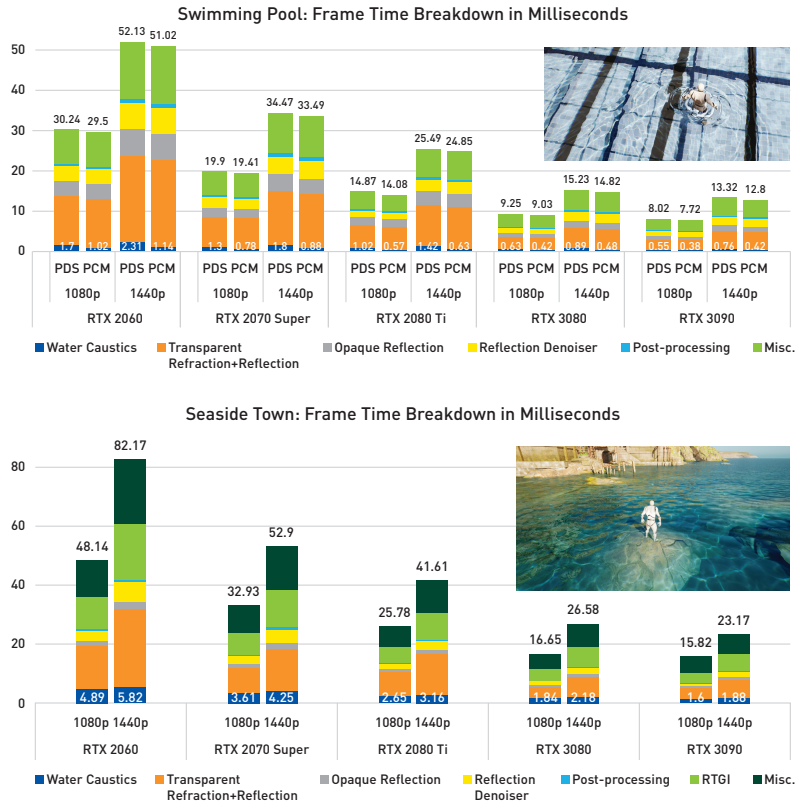 Swimming Pool: Frame Time Breakdown in Milliseconds
52.13 51.02
50
40
34.47 33.49
30.24 29.5
30
25.49 24.85
19.9 19.41
20
14.87 14.08
15.23 14.82
13.32 12.8
9.25 9.03
8.02 7.72
10
0
1.7 1.02 2.31 1.14 1.3 0.78 1.8 0.88 1.02 0.57 1.42 0.63 0.63 0.42 0.89 0.48 0.55 0.38 0.76 0.42
PDS PCM PDS PCM PDS PCM PDS PCM PDS PCM PDS PCM PDS PCM PDS PCM PDS PCM PDS PCM
1080p 1440p 1080p 1440p 1080p 1440p 1080p 1440p 1080p 1440p
RTX 2060 RTX 2070 Super RTX 2080 Ti RTX 3080 RTX 3090
Water Caustics Transparent Opaque Reflection Reflection Denoiser Post-processing Misc.
Refraction+Reflection
Seaside Town: Frame Time Breakdown in Milliseconds
82.17
80
60
52.9
48.14
41.61
40
32.93
25.78
26.58
23.17
20
16.65
15.82
0
4.89 5.82 3.61 4.25 2.65 3.16 1.84 2.18 1.6 1.88
1080p 1440p 1080p 1440p 1080p 1440p 1080p 1440p 1080p 1440p
RTX 2060 RTX 2070 Super RTX 2080 Ti RTX 3080 RTX 3090
Water Caustics Transparent Opaque Reflection Reflection Post-processing RTGI Misc.
Refraction+Reflection Denoiser